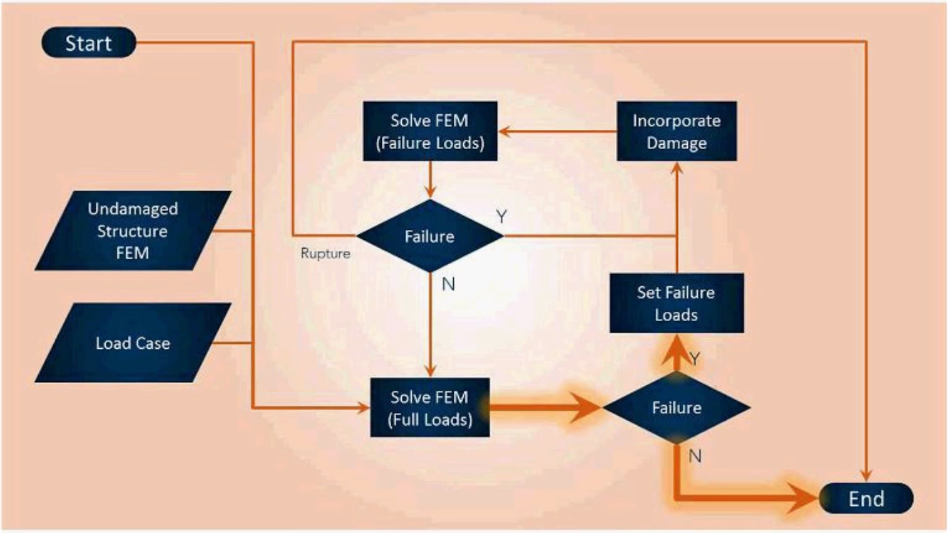 Start
Solve FEM
(Failure Loads)
Incorporate
Damage
Undamaged
Structure
FEM
Failure
Y
Rupture
N
Set Failure
Loads
Load Case
Y
Solve FEM
(Full Loads)
Failure
N
End